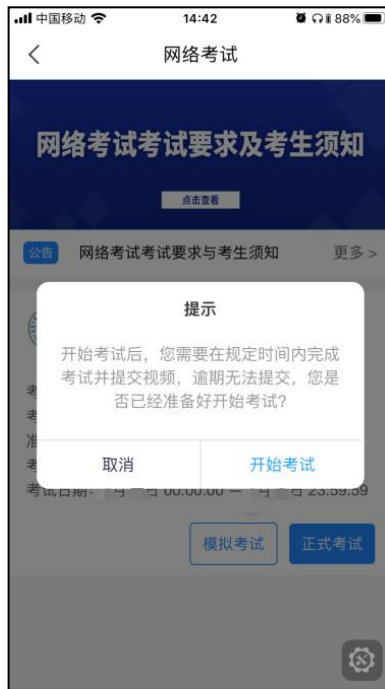 中国移动 14:42 88%
网络考试
网络考试考试要求及考生须知
点击查看
公告 网络考试考试要求与考生须知 更多 >
提示
开始考试后，您需要在规定时间内完成
考试并提交视频，逾期无法提交，您是
否已经准备好开始考试？
取消 开始考试
考试日期： 月 日 00:00:00 — 月 日 23:59:59
模拟考试 正式考试